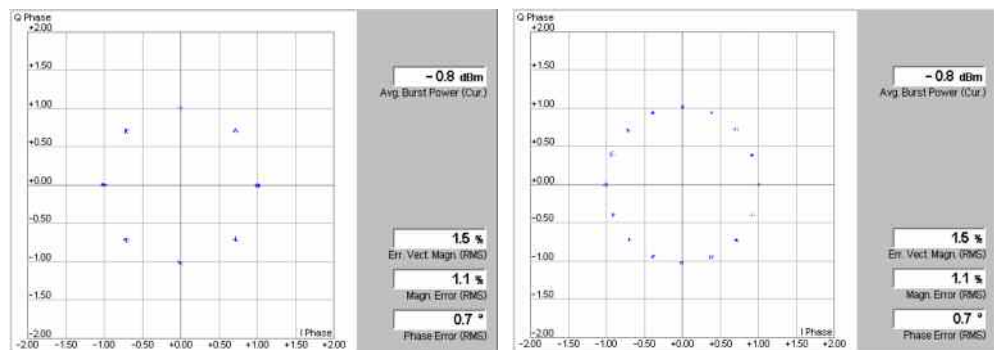 Q Phase
+2.00
+1.50
+1.00
+0.50
+0.00
-0.50
-1.00
-1.50
-2.00
-2.00 -1.50 -1.00 -0.50 +0.00 +0.50 +1.00 +1.50 +2.00
I Phase
-0.8 dBm
Avg. Burst Power (Cur.)
1.5 %
Err. Vect. Magn. (RMS)
1.1 %
Magn. Error (RMS)
0.7 °
Phase Error (RMS)
Q Phase
+2.00
+1.50
+1.00
+0.50
+0.00
-0.50
-1.00
-1.50
-2.00
-2.00 -1.50 -1.00 -0.50 +0.00 +0.50 +1.00 +1.50 +2.00
I Phase
-0.8 dBm
Avg. Burst Power (Cur.)
1.5 %
Err. Vect. Magn. (RMS)
1.1 %
Magn. Error (RMS)
0.7 °
Phase Error (RMS)